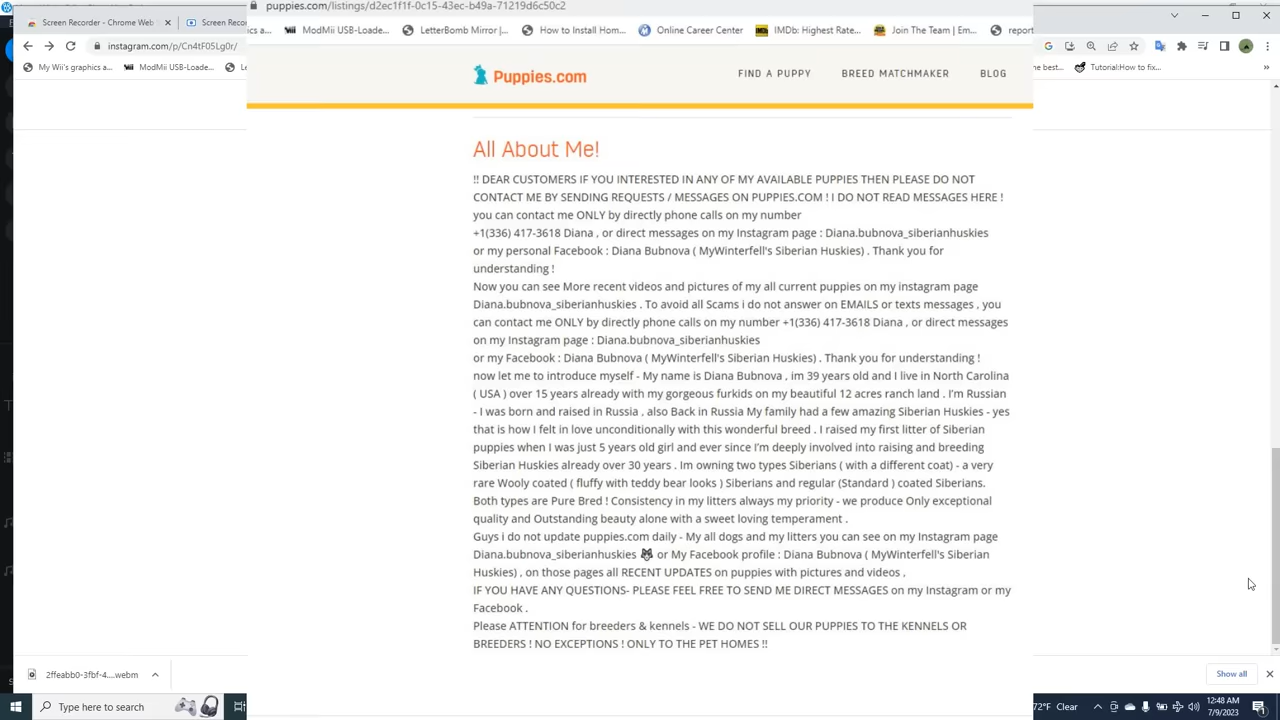 puppies.com/listings/d2ec1f1f-0c15-43ec-b49a-71219d6c50c2
Screen Recorder - Chrome Web
instagram.com/p/Cn4tF05Lg0r/
ModMii USB-Loade...
LetterBomb Mirror |...
How to Install Hom...
Online Career Center
IMDb: Highest Rate...
Join The Team | Em...
report
My Wii's graphics a...
ModMii USB-Loade...
Tutorial: How-to Fix...
Puppies.com
FIND A PUPPY
BREED MATCHMAKER
BLOG
All About Me!
!! DEAR CUSTOMERS IF YOU INTERESTED IN ANY OF MY AVAILABLE PUPPIES THEN PLEASE DO NOT
CONTACT ME BY SENDING REQUESTS / MESSAGES ON PUPPIES.COM ! I DO NOT READ MESSAGES HERE !
you can contact me ONLY by directly phone calls on my number
+1(336) 417-3618 Diana , or direct messages on my Instagram page : Diana.bubnova_siberianhuskies
or my personal Facebook : Diana Bubnova ( MyWinterfell's Siberian Huskies) . Thank you for
understanding !
Now you can see More recent videos and pictures of my all current puppies on my instagram page
Diana.bubnova_siberianhuskies . To avoid all Scams i do not answer on EMAILS or texts messages , you
can contact me ONLY by directly phone calls on my number +1(336) 417-3618 Diana , or direct messages
on my Instagram page : Diana.bubnova_siberianhuskies
or my Facebook : Diana Bubnova ( MyWinterfell's Siberian Huskies) . Thank you for understanding !
now let me to introduce myself - My name is Diana Bubnova , im 39 years old and I live in North Carolina
( USA ) over 15 years already with my gorgeous furkids on my beautiful 12 acres ranch land . I'm Russian
- I was born and raised in Russia , also Back in Russia My family had a few amazing Siberian Huskies - yes
that is how I felt in love unconditionally with this wonderful breed . I raised my first litter of Siberian
puppies when I was just 5 years old girl and ever since I'm deeply involved into raising and breeding
Siberian Huskies already over 30 years . Im owning two types Siberians ( with a different coat) - a very
rare Wooly coated ( fluffy with teddy bear looks ) Siberians and regular (Standard ) coated Siberians.
Both types are Pure Bred ! Consistency in my litters always my priority - we produce Only exceptional
quality and Outstanding beauty alone with a sweet loving temperament .
Guys i do not update puppies.com daily - My all dogs and my litters you can see on my Instagram page
Diana.bubnova_siberianhuskies 🐺 or My Facebook profile : Diana Bubnova ( MyWinterfell's Siberian
Huskies) , on those pages all RECENT UPDATES on puppies with pictures and videos ,
IF YOU HAVE ANY QUESTIONS- PLEASE FEEL FREE TO SEND ME DIRECT MESSAGES on my Instagram or my
Facebook .
Please ATTENTION for breeders & kennels - WE DO NOT SELL OUR PUPPIES TO THE KENNELS OR
BREEDERS ! NO EXCEPTIONS ! ONLY TO THE PET HOMES !!
2ffeabb0-3fbf-4....webm
Show all
Type here to search
12:48 AM
7/9/2023